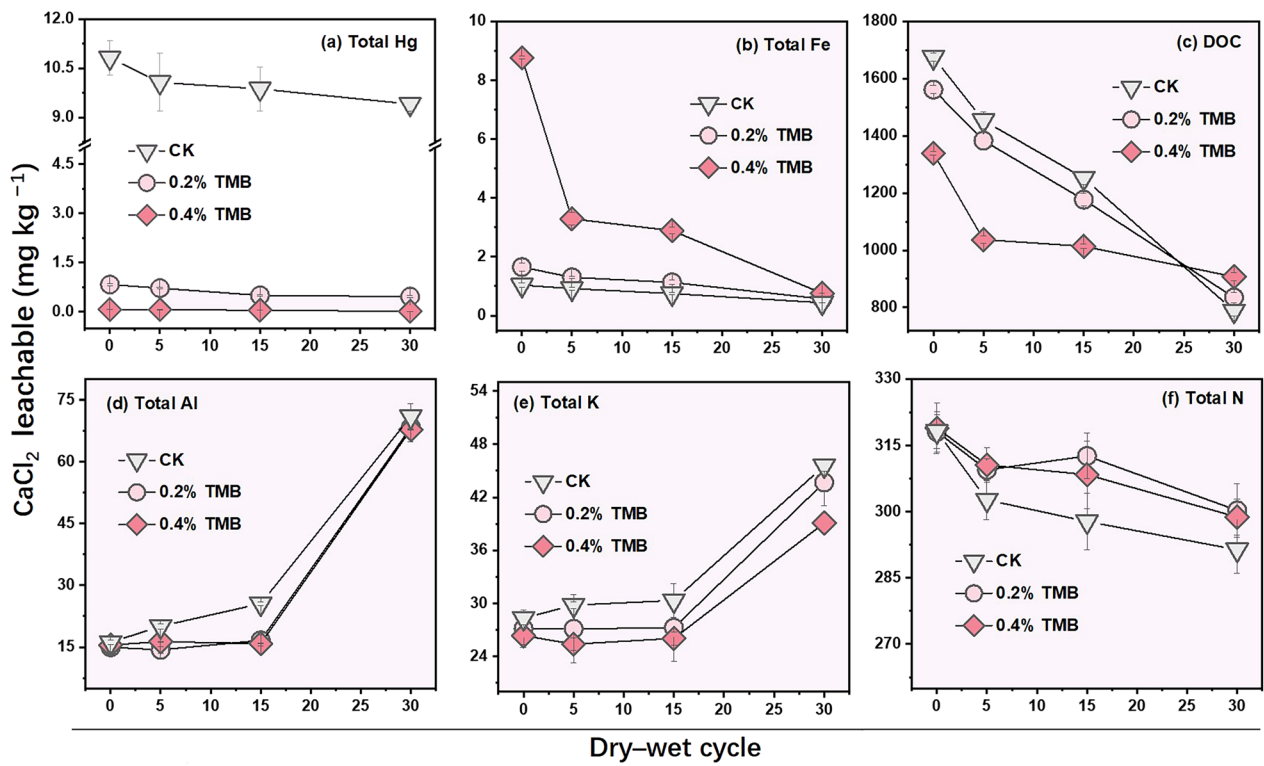 CaCl2 leachable (mg kg −1)
12.0
10.5
9.0
4.5
3.0
1.5
0.0
(a) Total Hg
CK
0.2% TMB
0.4% TMB
0 5 10 15 20 25 30
10
8
6
4
2
0
(b) Total Fe
CK
0.2% TMB
0.4% TMB
0 5 10 15 20 25 30
1800
1600
1400
1200
1000
800
(c) DOC
CK
0.2% TMB
0.4% TMB
0 5 10 15 20 25 30
75
60
45
30
15
(d) Total Al
CK
0.2% TMB
0.4% TMB
0 5 10 15 20 25 30
54
48
42
36
30
24
(e) Total K
CK
0.2% TMB
0.4% TMB
0 5 10 15 20 25 30
330
315
300
285
270
(f) Total N
CK
0.2% TMB
0.4% TMB
0 5 10 15 20 25 30
Dry–wet cycle